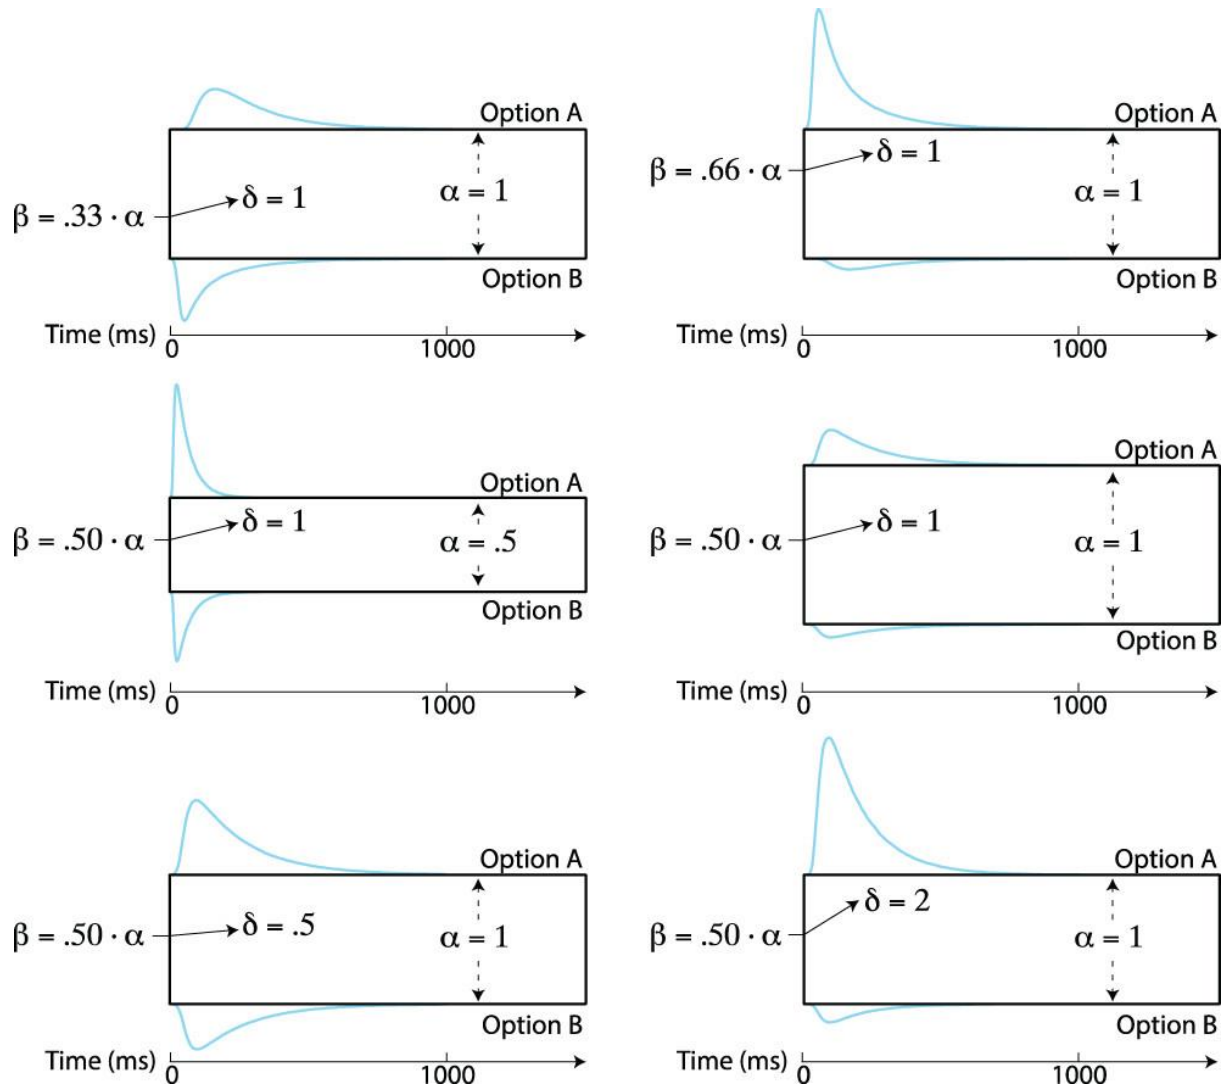 Option A
β = .33 · α
δ = 1
α = 1
Option B
Time (ms)
0
1000
Option A
β = .66 · α
δ = 1
α = 1
Option B
Time (ms)
0
1000
Option A
β = .50 · α
δ = 1
α = .5
Option B
Time (ms)
0
1000
Option A
β = .50 · α
δ = 1
α = 1
Option B
Time (ms)
0
1000
Option A
β = .50 · α
δ = .5
α = 1
Option B
Time (ms)
0
1000
Option A
β = .50 · α
δ = 2
α = 1
Option B
Time (ms)
0
1000